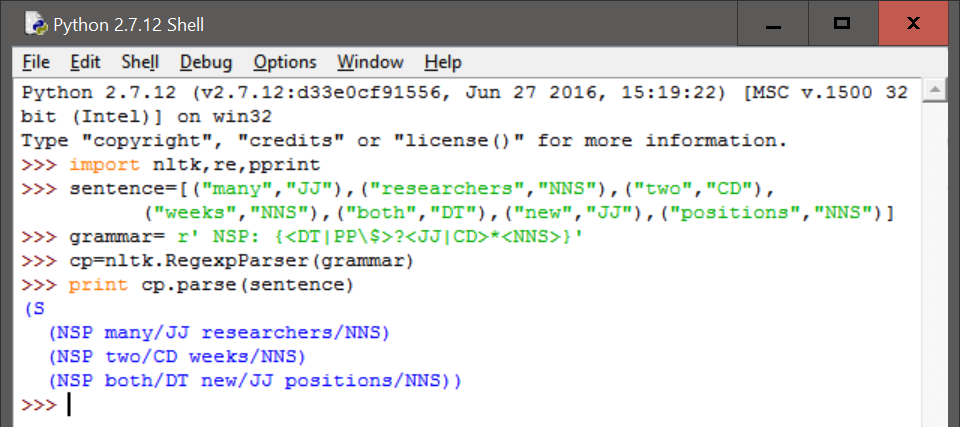 Python 2.7.12 Shell
File Edit Shell Debug Options Window Help
Python 2.7.12 (v2.7.12:d33e0cf91556, Jun 27 2016, 15:19:22) [MSC v.1500 32
bit (Intel)] on win32
Type "copyright", "credits" or "license()" for more information.
>>> import nltk,re,pprint
>>> sentence=[("many","JJ"),("researchers","NNS"),("two","CD"),
("weeks","NNS"),("both","DT"),("new","JJ"),("positions","NNS")]
>>> grammar= r' NSP: {<DT|PP\$>?<JJ|CD>*<NNS>}'
>>> cp=nltk.RegexpParser(grammar)
>>> print cp.parse(sentence)
(S
(NSP many/JJ researchers/NNS)
(NSP two/CD weeks/NNS)
(NSP both/DT new/JJ positions/NNS))
>>>